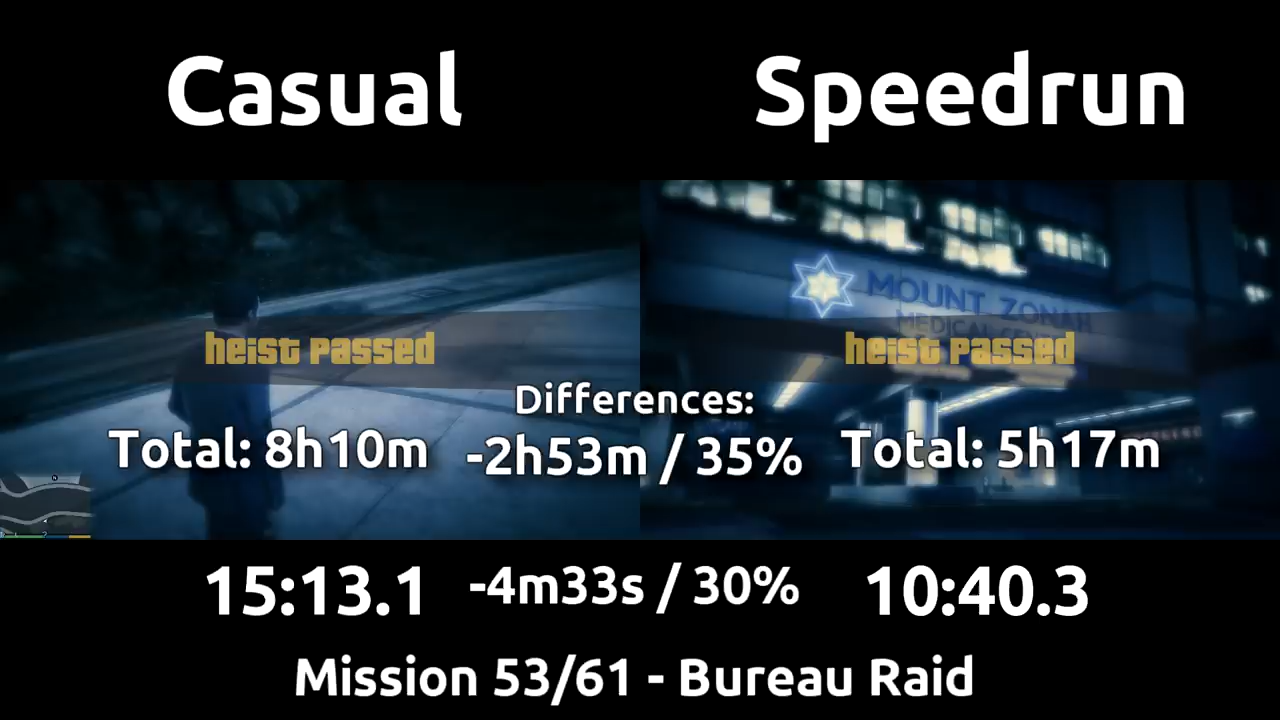 Casual
Speedrun
MOUNT ZONAH
MEDICAL
heist passed
heist passed
Differences:
Total: 8h10m
-2h53m / 35%
Total: 5h17m
15:13.1
-4m33s / 30%
10:40.3
Mission 53/61 - Bureau Raid